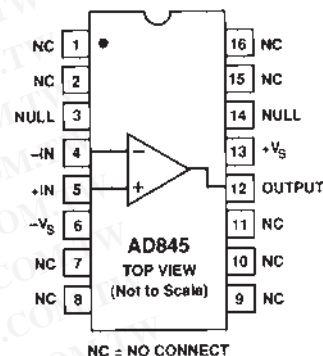 NC 1
16 NC
NC 2
15 NC
NULL 3
14 NULL
–IN 4
–
13 +VS
+IN 5
+
12 OUTPUT
–VS 6
11 NC
AD845
NC 7
TOP VIEW
10 NC
NC 8
(Not to Scale)
9 NC
NC = NO CONNECT